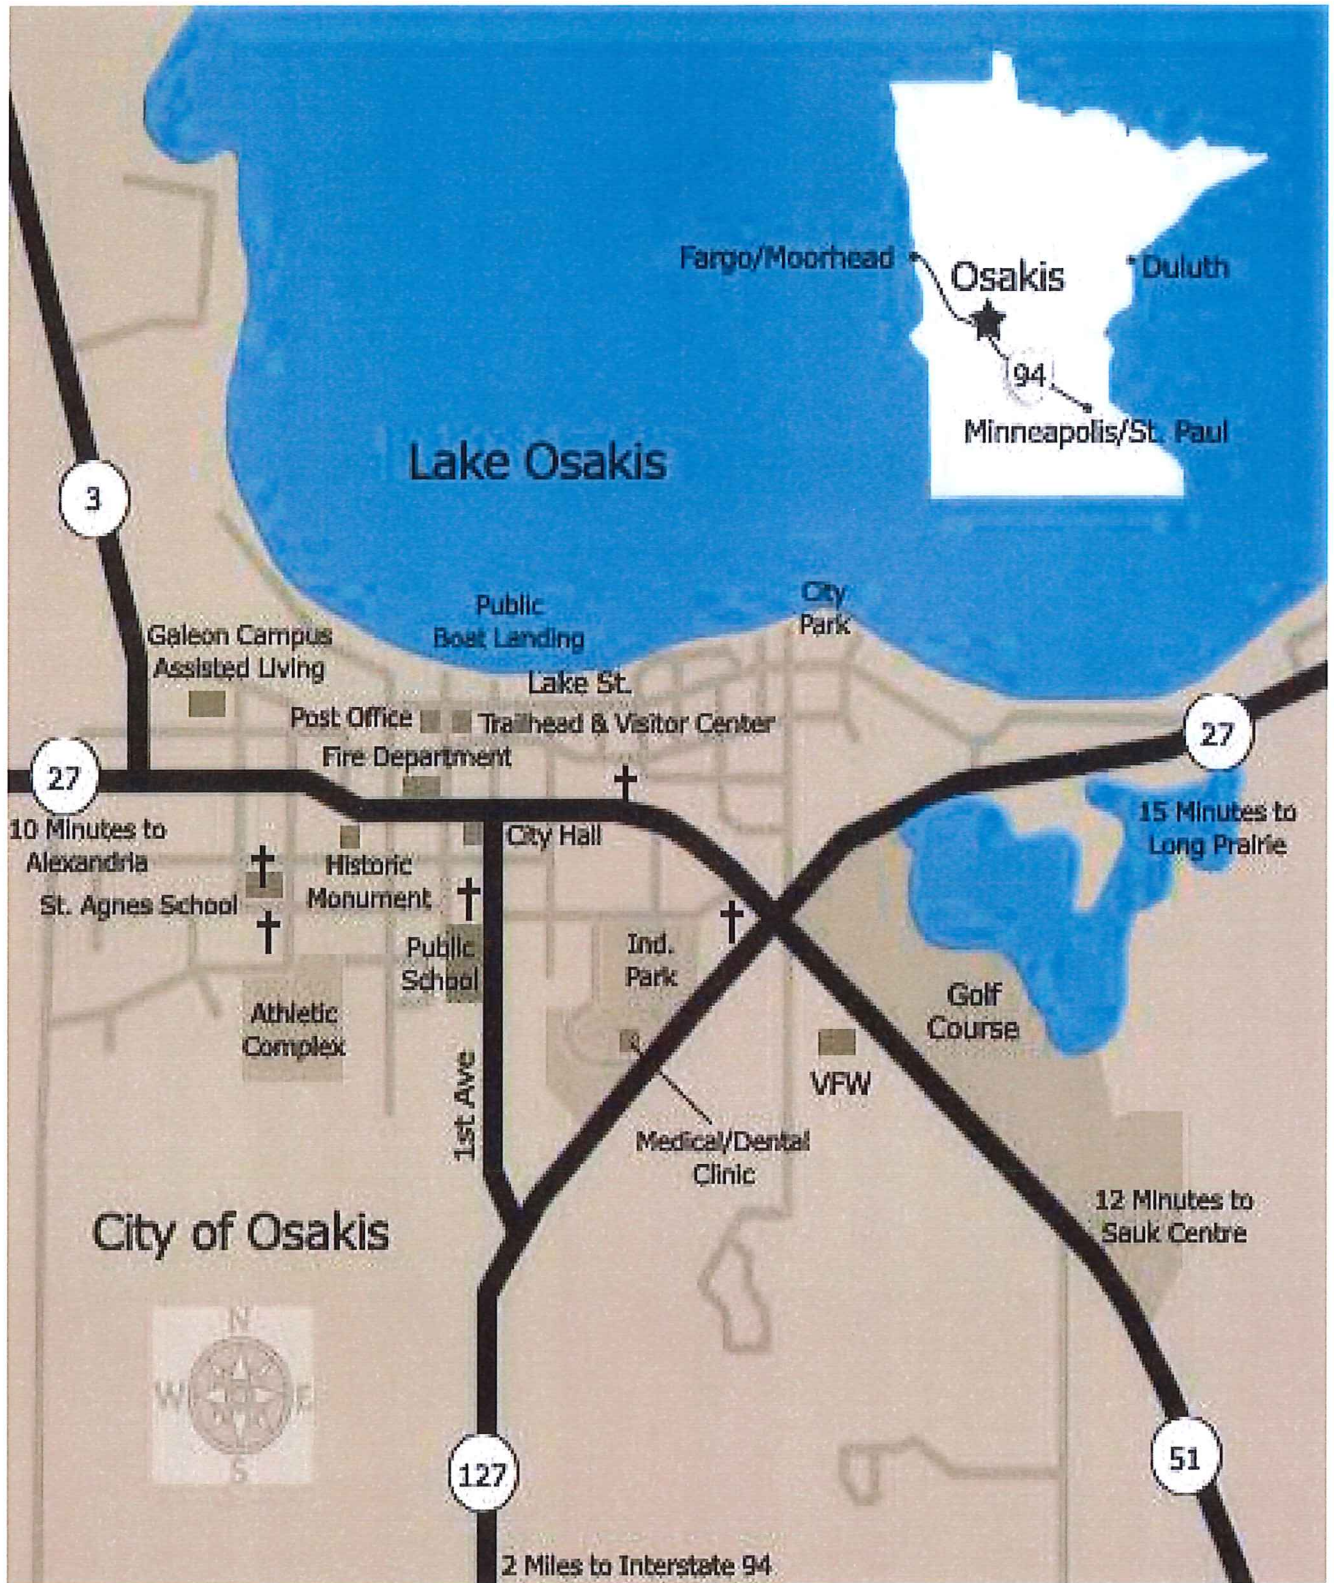 Fargo/Moorhead
Osakis
Duluth
94
Minneapolis/St. Paul
Lake Osakis
3
Public
Boat Landing
City
Park
Galeon Campus
Assisted Living
Lake St.
Post Office
Trailhead & Visitor Center
27
Fire Department
27
10 Minutes to
Alexandria
City Hall
15 Minutes to
Long Prairie
Historic
Monument
St. Agnes School
Public
School
Ind.
Park
Golf
Course
Athletic
Complex
VFW
1st Ave
Medical/Dental
Clinic
12 Minutes to
Sauk Centre
City of Osakis
N
W E
S
127
51
2 Miles to Interstate 94